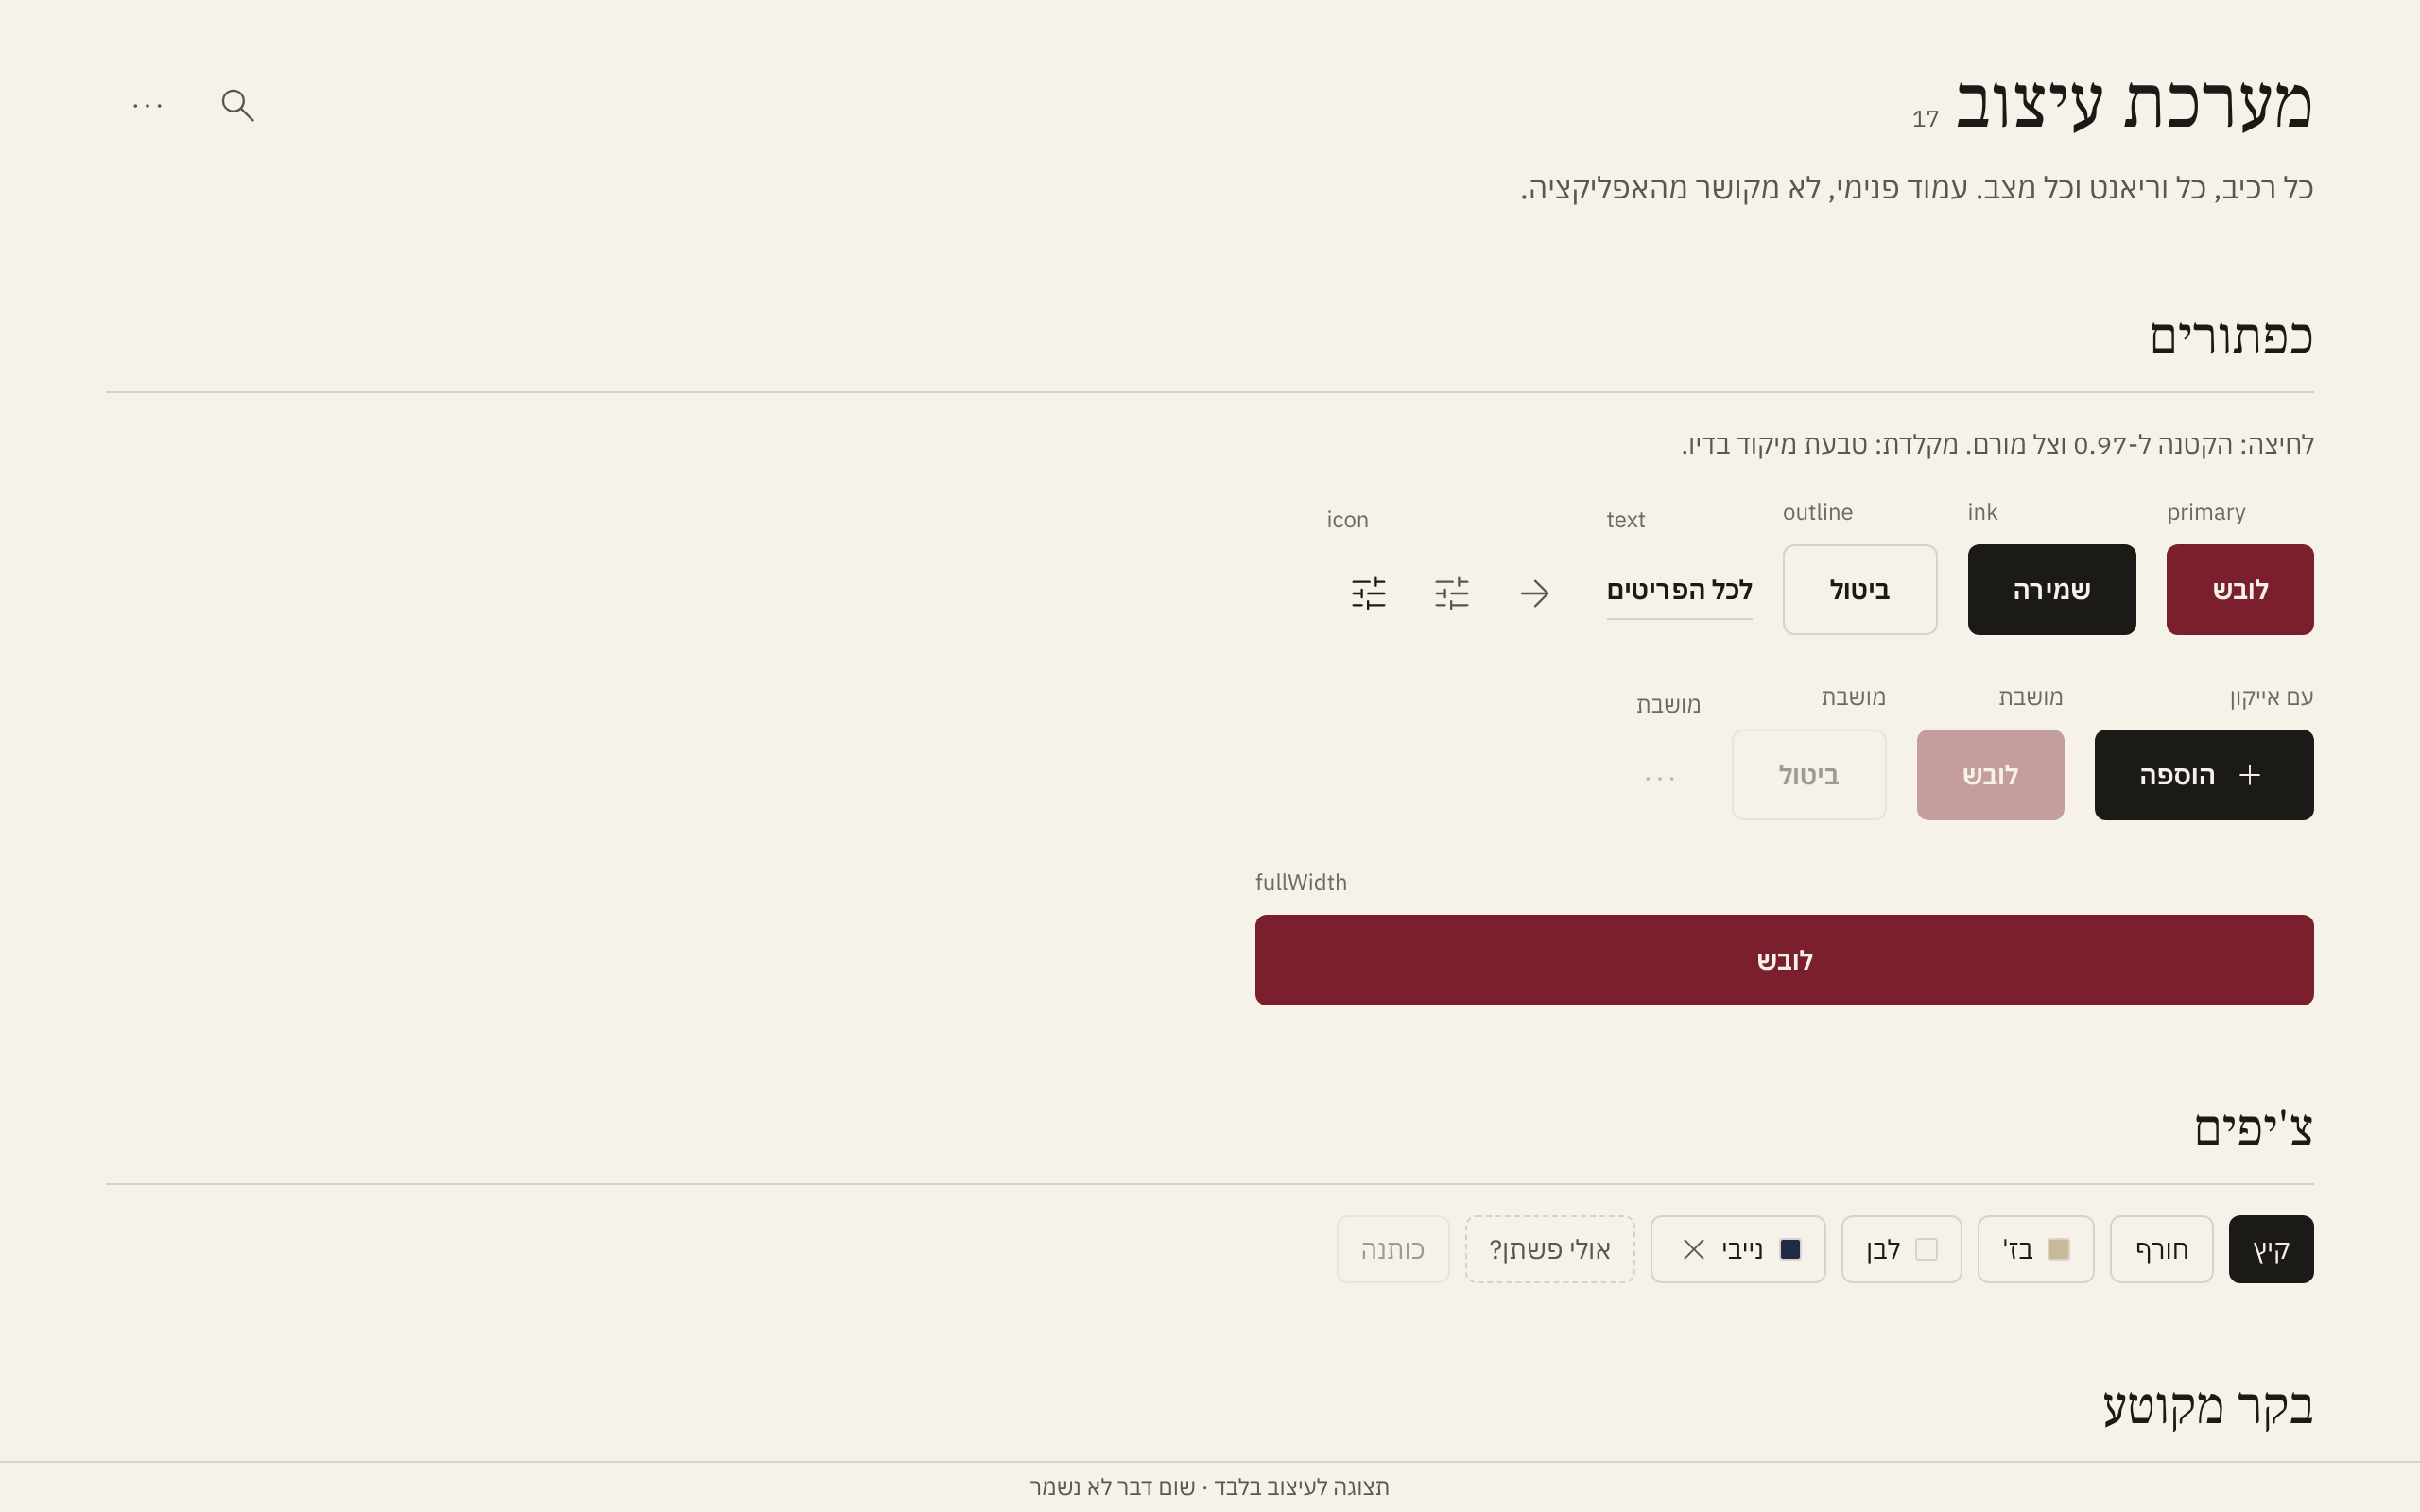 מערכת עיצוב 17
כל רכיב, כל וריאנט וכל מצב. עמוד פנימי, לא מקושר מהאפליקציה.
כפתורים
לחיצה: הקטנה ל-0.97 וצל מורם. מקלדת: טבעת מיקוד בדיו.
primary ink outline text icon
לובש שמירה ביטול לכל הפריטים
עם אייקון מושבת מושבת מושבת
הוספה לובש ביטול
fullWidth
לובש
צ'יפים
קיץ חורף בז' לבן נייבי אולי פשתן? כותנה
בקר מקוטע
תצוגה לעיצוב בלבד · שום דבר לא נשמר